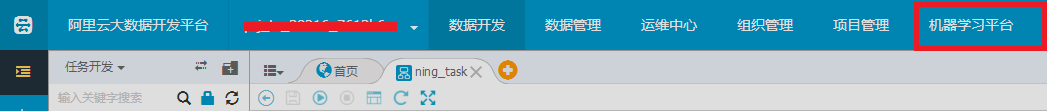 阿里云大数据开发平台 数据开发 数据管理 运维中心 组织管理 项目管理 机器学习平台
任务开发 首页 ning_task
输入关键字搜索